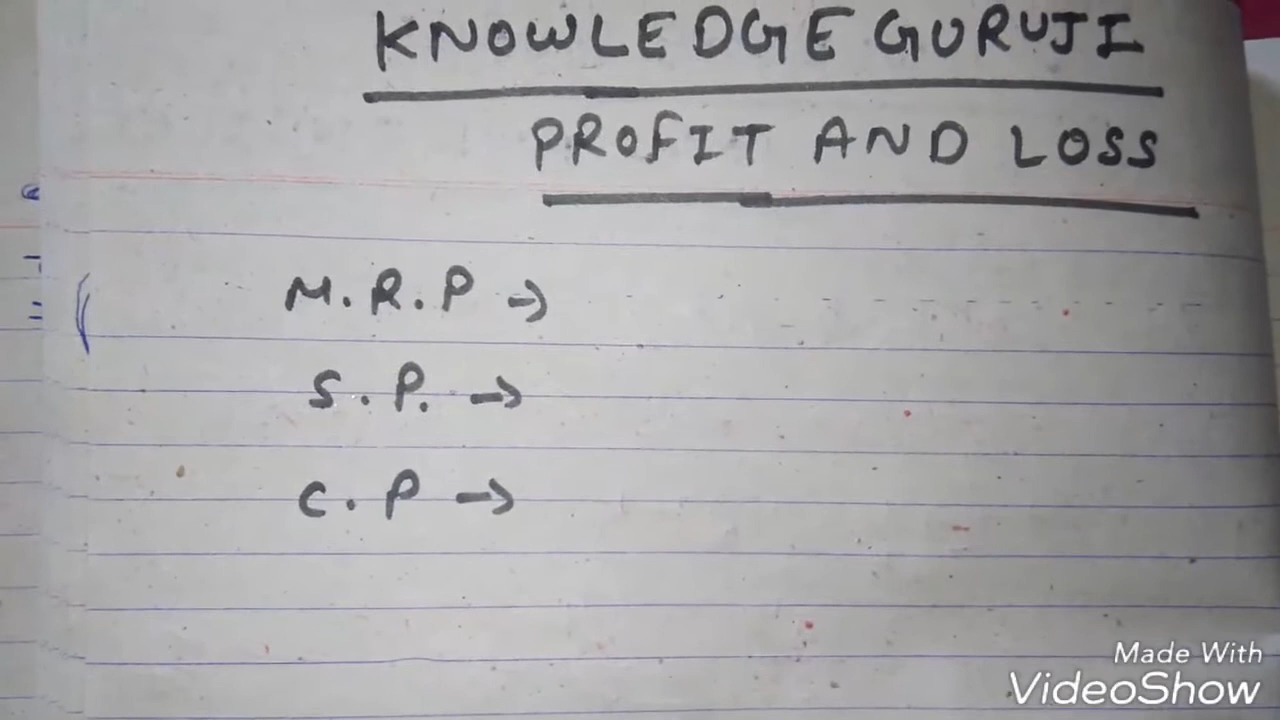 KNOWLEDGE GURUJI
PROFIT AND LOSS
M.R.P →
S.P. →
C.P →
Made With
VideoShow